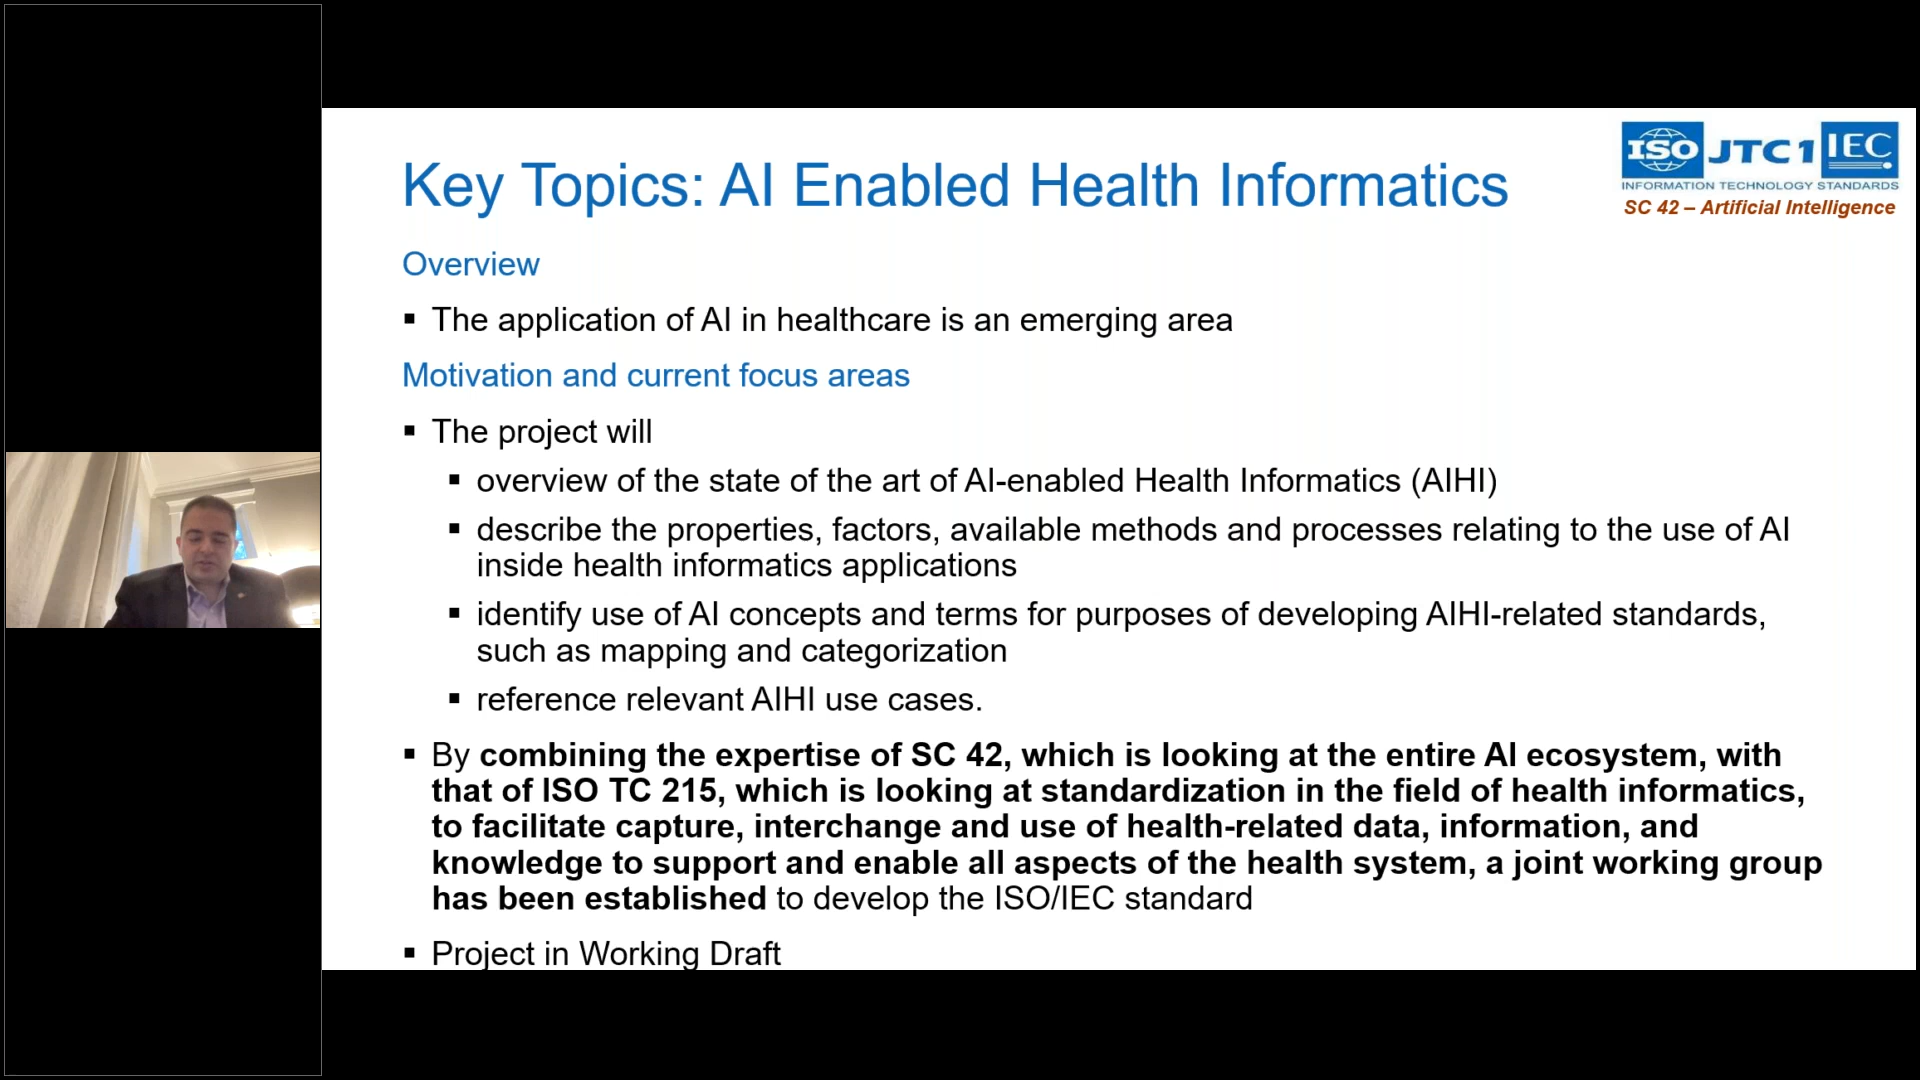 ISO JTC 1 IEC
INFORMATION TECHNOLOGY STANDARDS
SC 42 – Artificial Intelligence
Key Topics: AI Enabled Health Informatics
Overview
▪ The application of AI in healthcare is an emerging area
Motivation and current focus areas
▪ The project will
▪ overview of the state of the art of AI-enabled Health Informatics (AIHI)
▪ describe the properties, factors, available methods and processes relating to the use of AI
inside health informatics applications
▪ identify use of AI concepts and terms for purposes of developing AIHI-related standards,
such as mapping and categorization
▪ reference relevant AIHI use cases.
▪ By combining the expertise of SC 42, which is looking at the entire AI ecosystem, with
that of ISO TC 215, which is looking at standardization in the field of health informatics,
to facilitate capture, interchange and use of health-related data, information, and
knowledge to support and enable all aspects of the health system, a joint working group
has been established to develop the ISO/IEC standard
▪ Project in Working Draft